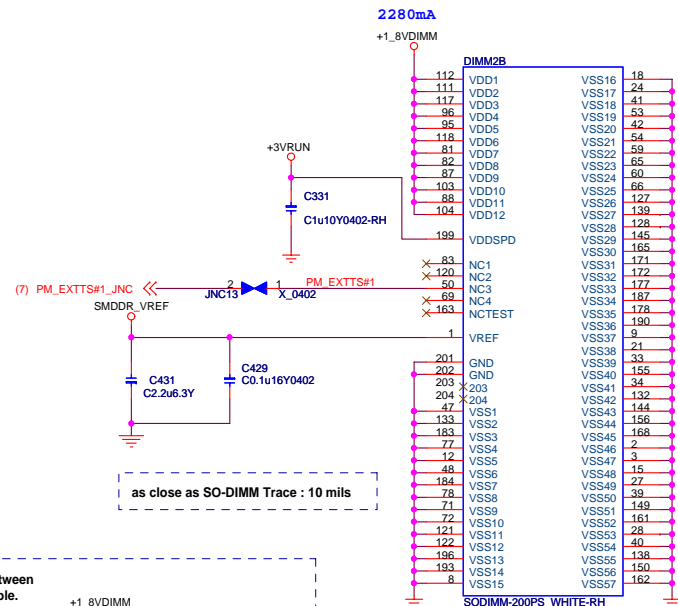 2280mA
+1_8VDIMM
DIMM2B
112 VDD1 VSS16 18
111 VDD2 VSS17 24
117 VDD3 VSS18 41
96 VDD4 VSS19 53
95 VDD5 VSS20 42
118 VDD6 VSS21 54
81 VDD7 VSS22 59
82 VDD8 VSS23 65
87 VDD9 VSS24 60
103 VDD10 VSS25 66
88 VDD11 VSS26 127
104 VDD12 VSS27 139
VSS28 128
199 VDDSPD VSS29 145
VSS30 165
83 NC1 VSS31 171
120 NC2 VSS32 172
50 NC3 VSS33 177
69 NC4 VSS34 187
163 NCTEST VSS35 178
VSS36 190
1 VREF VSS37 9
VSS38 21
201 GND VSS39 33
202 GND VSS40 155
203 203 VSS41 34
204 204 VSS42 132
47 VSS1 VSS43 144
133 VSS2 VSS44 156
183 VSS3 VSS45 168
77 VSS4 VSS46 2
12 VSS5 VSS47 3
48 VSS6 VSS48 15
184 VSS7 VSS49 27
78 VSS8 VSS50 39
71 VSS9 VSS51 149
72 VSS10 VSS52 161
121 VSS11 VSS53 28
122 VSS12 VSS54 40
196 VSS13 VSS55 138
193 VSS14 VSS56 150
8 VSS15 VSS57 162
SODIMM-200PS_WHITE-RH
+3VRUN
C331
C1u10Y0402-RH
(7) PM_EXTTS#1_JNC
2 1 PM_EXTTS#1
JNC13 X_0402
SMDDR_VREF
C431
C2.2u6.3Y
C429
C0.1u16Y0402
as close as SO-DIMM Trace : 10 mils
+1_8VDIMM